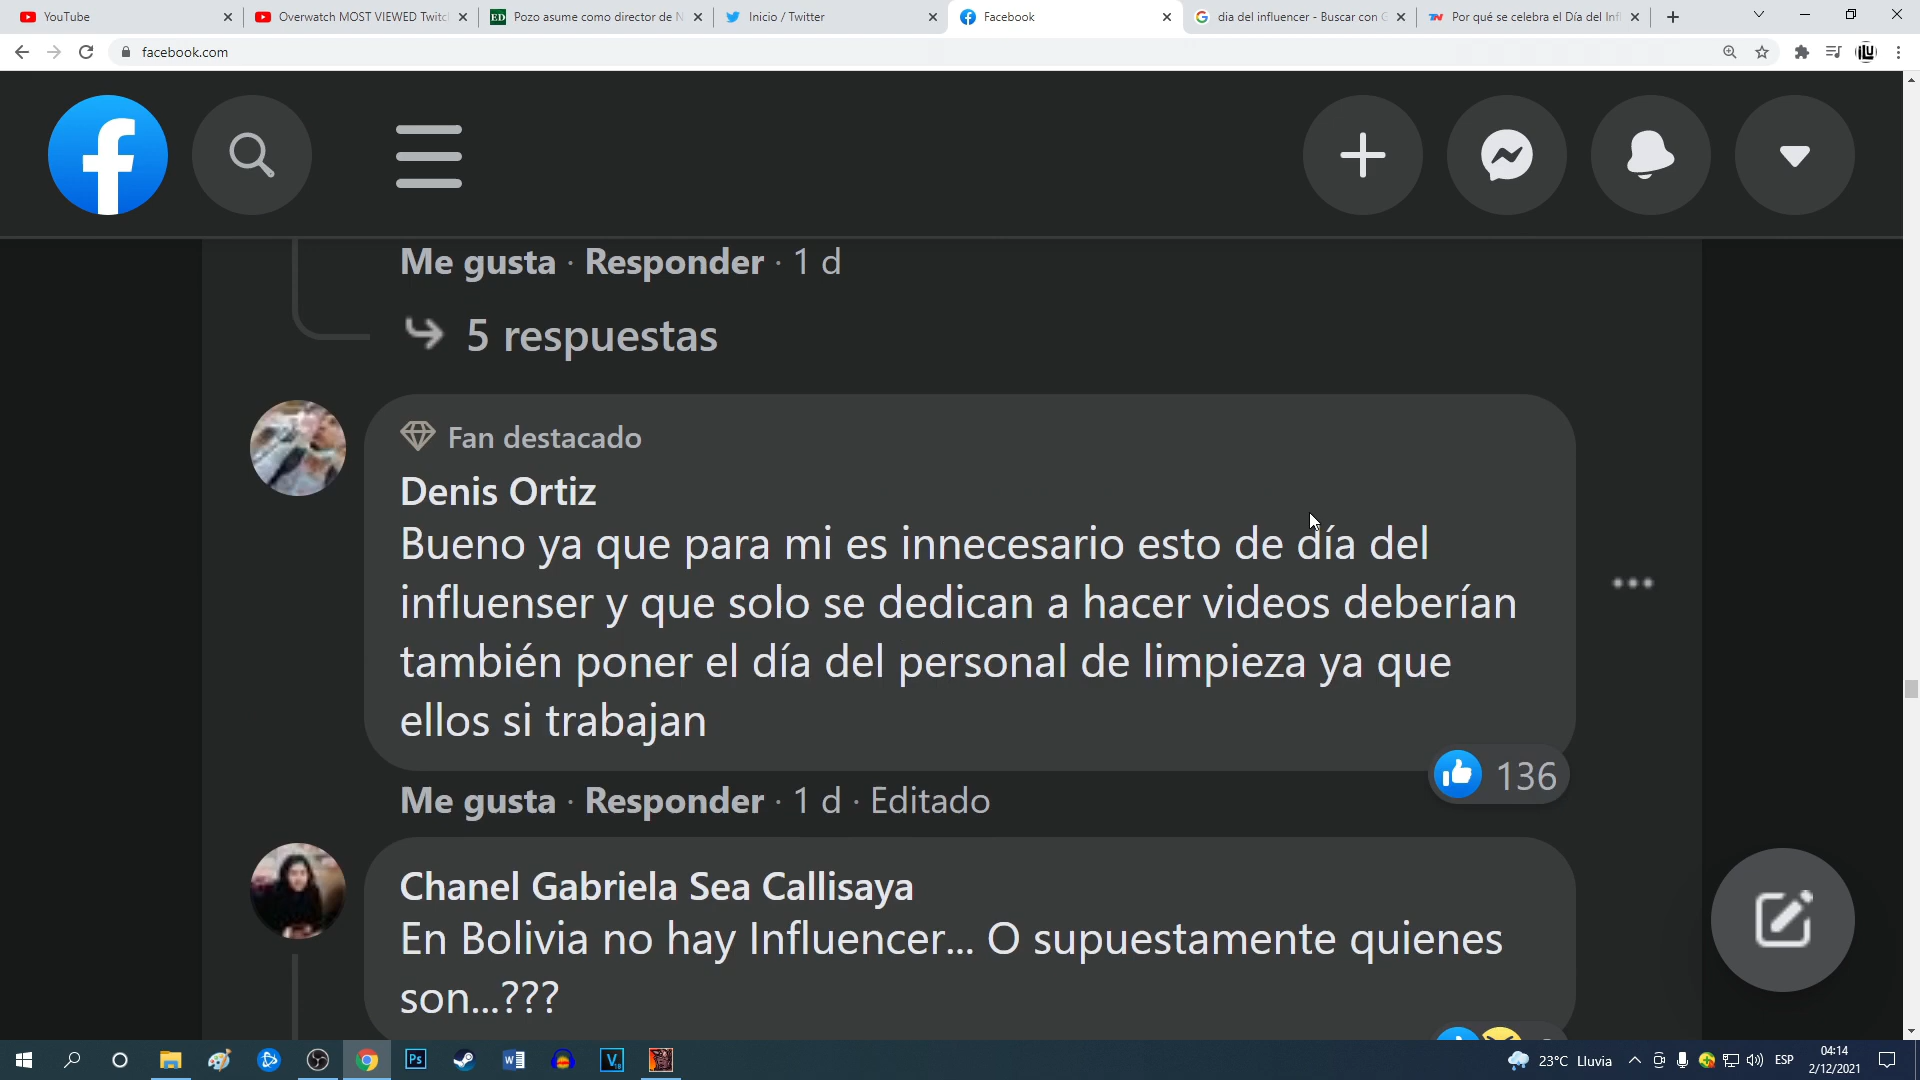 YouTube
Overwatch MOST VIEWED Twitc
Pozo asume como director de N
Inicio / Twitter
Facebook
dia del influencer - Buscar con G
Por qué se celebra el Día del Infl
facebook.com
Me gusta · Responder · 1 d
5 respuestas
Fan destacado
Denis Ortiz
Bueno ya que para mi es innecesario esto de día del
influenser y que solo se dedican a hacer videos deberían
también poner el día del personal de limpieza ya que
ellos si trabajan
136
Me gusta · Responder · 1 d · Editado
Chanel Gabriela Sea Callisaya
En Bolivia no hay Influencer... O supuestamente quienes
son...???
23°C Lluvia
ESP
04:14
2/12/2021